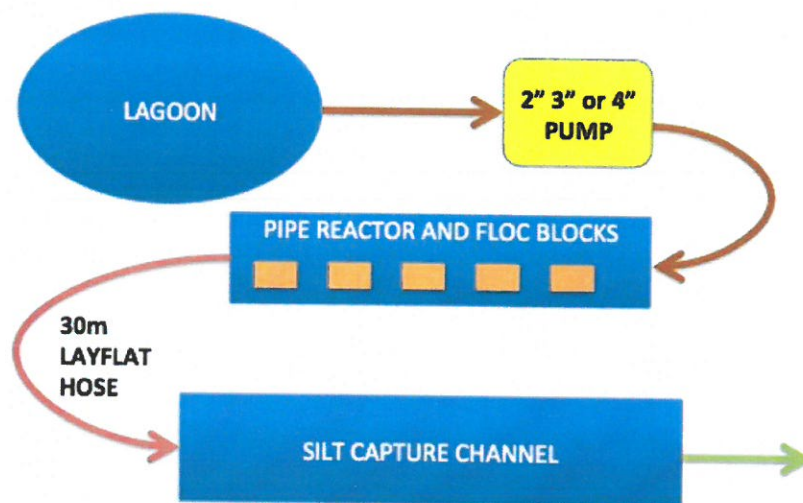 LAGOON
2” 3” or 4”
PUMP
PIPE REACTOR AND FLOC BLOCKS
30m
LAYFLAT
HOSE
SILT CAPTURE CHANNEL